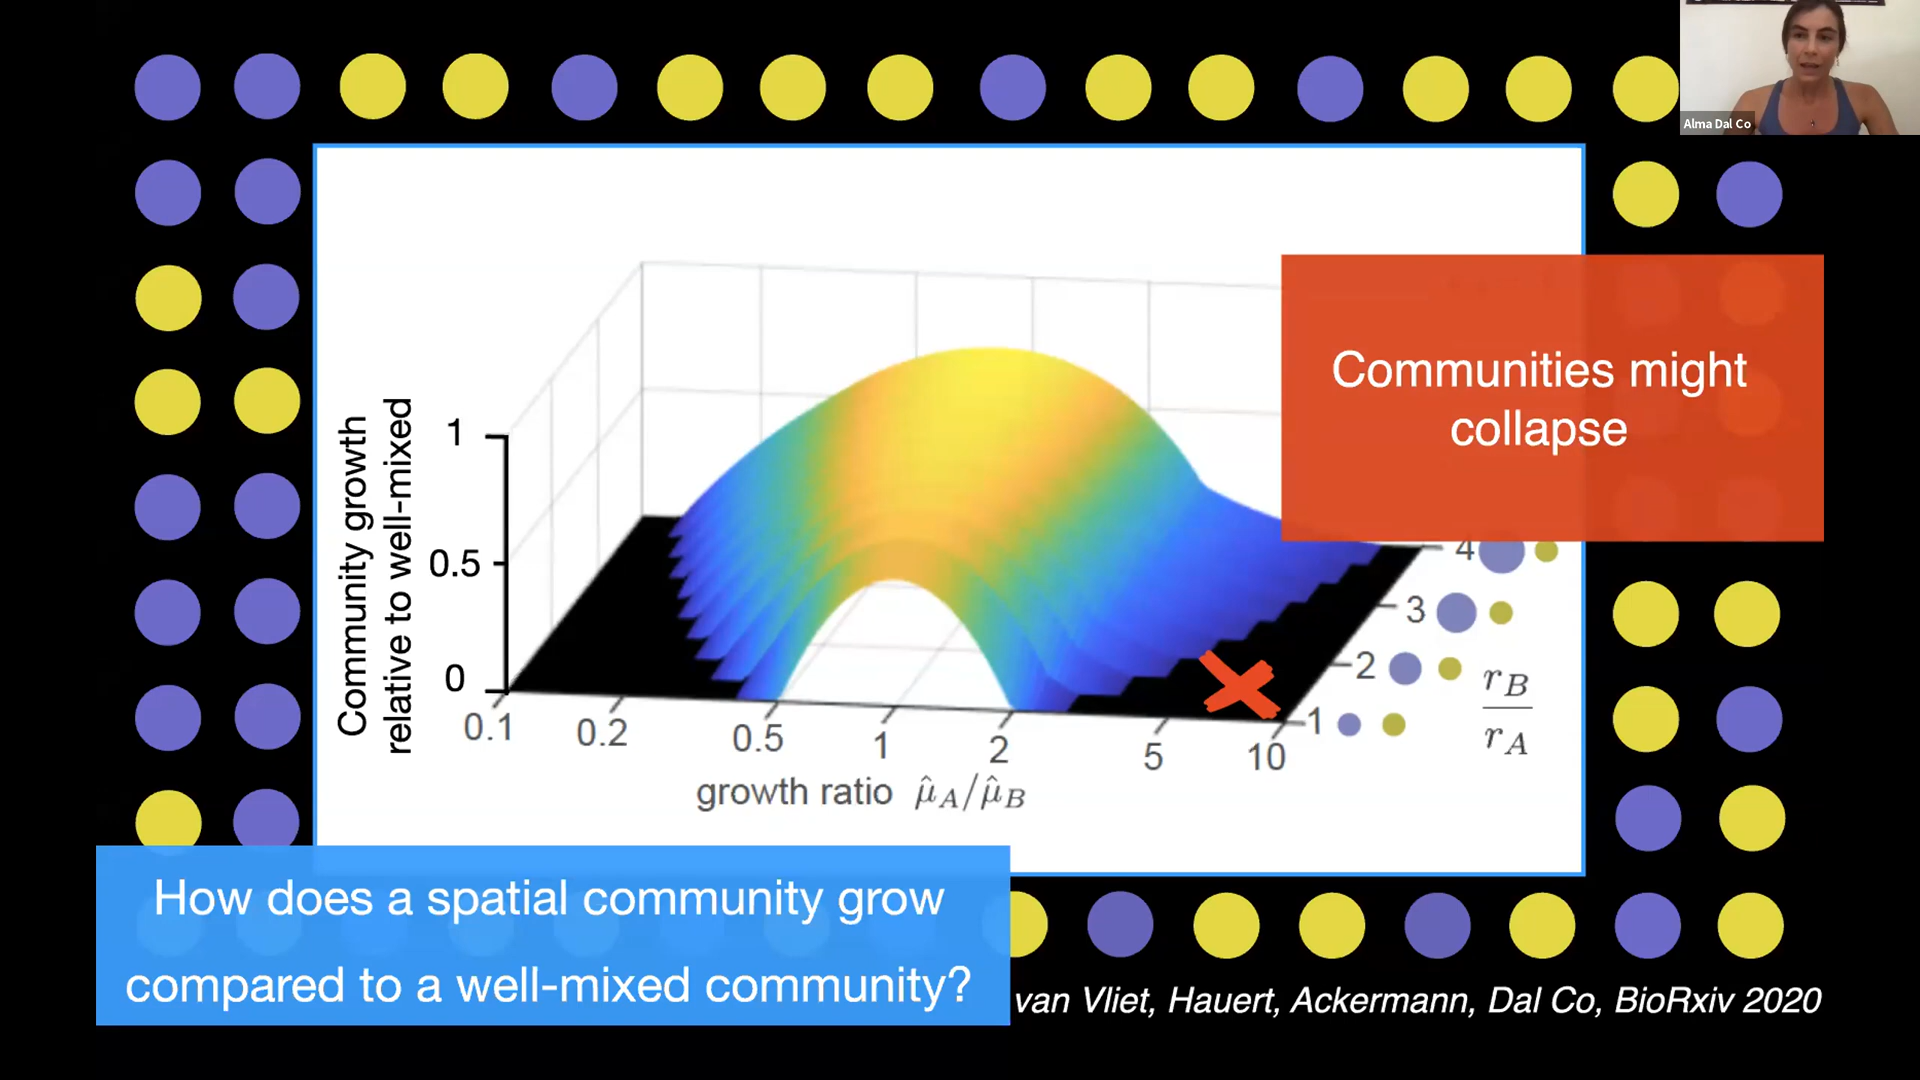 Alma Dal Co
Communities might
collapse
Community growth
relative to well-mixed
1
0.5
0
0.1
0.2
0.5
1
2
5
10
growth ratio μ̂_A/μ̂_B
4
3
2
1
r_B
r_A
How does a spatial community grow
compared to a well-mixed community?
van Vliet, Hauert, Ackermann, Dal Co, BioRxiv 2020